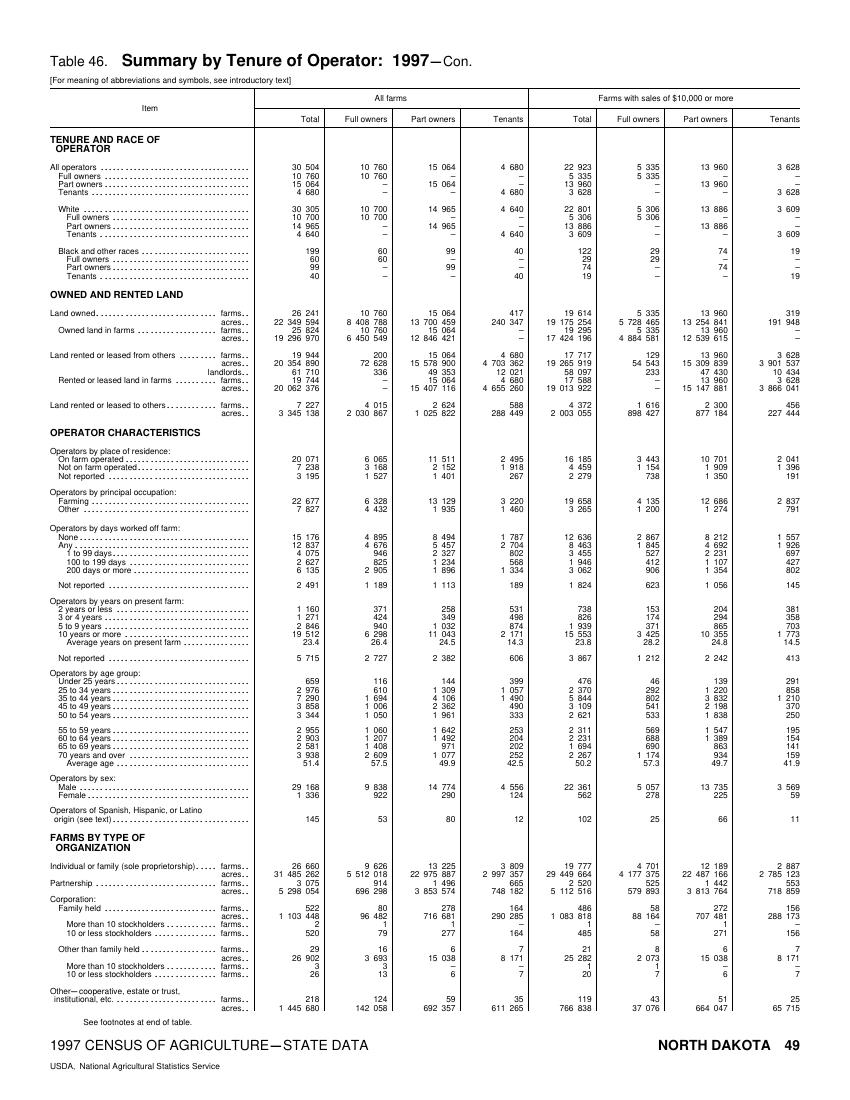 Table 46. Summary by Tenure of Operator: 1997—Con.
[For meaning of abbreviations and symbols, see introductory text]
Item All farms Farms with sales of $10,000 or more
Total Full owners Part owners Tenants Total Full owners Part owners Tenants
TENURE AND RACE OF
OPERATOR
All operators 30 504 10 760 15 064 4 680 22 923 5 335 13 960 3 628
Full owners 10 760 10 760 – – 5 335 5 335 – –
Part owners 15 064 – 15 064 – 13 960 – 13 960 –
Tenants 4 680 – – 4 680 3 628 – – 3 628
White 30 305 10 700 14 965 4 640 22 801 5 306 13 886 3 609
Full owners 10 700 10 700 – – 5 306 5 306 – –
Part owners 14 965 – 14 965 – 13 886 – 13 886 –
Tenants 4 640 – – 4 640 3 609 – – 3 609
Black and other races 199 60 99 40 122 29 74 19
Full owners 60 60 – – 29 29 – –
Part owners 99 – 99 – 74 – 74 –
Tenants 40 – – 40 19 – – 19
OWNED AND RENTED LAND
Land owned farms 26 241 10 760 15 064 417 19 614 5 335 13 960 319
acres 22 349 594 8 408 788 13 700 459 240 347 19 175 254 5 728 465 13 254 841 191 948
Owned land in farms farms 25 824 10 760 15 064 – 19 295 5 335 13 960 –
acres 19 296 970 6 450 549 12 846 421 – 17 424 196 4 884 581 12 539 615 –
Land rented or leased from others farms 19 944 200 15 064 4 680 17 717 129 13 960 3 628
acres 20 354 890 72 628 15 578 900 4 703 362 19 265 919 54 543 15 309 839 3 901 537
landlords 61 710 336 49 353 12 021 58 097 233 47 430 10 434
Rented or leased land in farms farms 19 744 – 15 064 4 680 17 588 – 13 960 3 628
acres 20 062 376 – 15 407 116 4 655 260 19 013 922 – 15 147 881 3 866 041
Land rented or leased to others farms 7 227 4 015 2 624 588 4 372 1 616 2 300 456
acres 3 345 138 2 030 867 1 025 822 288 449 2 003 055 898 427 877 184 227 444
OPERATOR CHARACTERISTICS
Operators by place of residence:
On farm operated 20 071 6 065 11 511 2 495 16 185 3 443 10 701 2 041
Not on farm operated 7 238 3 168 2 152 1 918 4 459 1 154 1 909 1 396
Not reported 3 195 1 527 1 401 267 2 279 738 1 350 191
Operators by principal occupation:
Farming 22 677 6 328 13 129 3 220 19 658 4 135 12 686 2 837
Other 7 827 4 432 1 935 1 460 3 265 1 200 1 274 791
Operators by days worked off farm:
None 15 176 4 895 8 494 1 787 12 636 2 867 8 212 1 557
Any 12 837 4 676 5 457 2 704 8 463 1 845 4 692 1 926
1 to 99 days 4 075 946 2 327 802 3 455 527 2 231 697
100 to 199 days 2 627 825 1 234 568 1 946 412 1 107 427
200 days or more 6 135 2 905 1 896 1 334 3 062 906 1 354 802
Not reported 2 491 1 189 1 113 189 1 824 623 1 056 145
Operators by years on present farm:
2 years or less 1 160 371 258 531 738 153 204 381
3 or 4 years 1 271 424 349 498 826 174 294 358
5 to 9 years 2 846 940 1 032 874 1 939 371 865 703
10 years or more 19 512 6 298 11 043 2 171 15 553 3 425 10 355 1 773
Average years on present farm 23.4 26.4 24.5 14.3 23.8 28.2 24.8 14.5
Not reported 5 715 2 727 2 382 606 3 867 1 212 2 242 413
Operators by age group:
Under 25 years 659 116 144 399 476 46 139 291
25 to 34 years 2 976 610 1 309 1 057 2 370 292 1 220 858
35 to 44 years 7 290 1 694 4 106 1 490 5 844 802 3 832 1 210
45 to 49 years 3 858 1 006 2 362 490 3 109 541 2 198 370
50 to 54 years 3 344 1 050 1 961 333 2 621 533 1 838 250
55 to 59 years 2 955 1 060 1 642 253 2 311 569 1 547 195
60 to 64 years 2 903 1 207 1 492 204 2 231 688 1 389 154
65 to 69 years 2 581 1 408 971 202 1 694 690 863 141
70 years and over 3 938 2 609 1 077 252 2 267 1 174 934 159
Average age 51.4 57.5 49.9 42.5 50.2 57.3 49.7 41.9
Operators by sex:
Male 29 168 9 838 14 774 4 556 22 361 5 057 13 735 3 569
Female 1 336 922 290 124 562 278 225 59
Operators of Spanish, Hispanic, or Latino
origin (see text) 145 53 80 12 102 25 66 11
FARMS BY TYPE OF
ORGANIZATION
Individual or family (sole proprietorship) farms 26 660 9 626 13 225 3 809 19 777 4 701 12 189 2 887
acres 31 485 262 5 512 018 22 975 887 2 997 357 29 449 664 4 177 375 22 487 166 2 785 123
Partnership farms 3 075 914 1 496 665 2 520 525 1 442 553
acres 5 298 054 696 298 3 853 574 748 182 5 112 516 579 893 3 813 764 718 859
Corporation:
Family held farms 522 80 278 164 486 58 272 156
acres 1 103 448 96 482 716 681 290 285 1 083 818 88 164 707 481 288 173
More than 10 stockholders farms 2 1 1 – 1 – 1 –
10 or less stockholders farms 520 79 277 164 485 58 271 156
Other than family held farms 29 16 6 7 21 8 6 7
acres 26 902 3 693 15 038 8 171 25 282 2 073 15 038 8 171
More than 10 stockholders farms 3 3 – – 1 1 – –
10 or less stockholders farms 26 13 6 7 20 7 6 7
Other—cooperative, estate or trust,
institutional, etc. farms 218 124 59 35 119 43 51 25
acres 1 445 680 142 058 692 357 611 265 766 838 37 076 664 047 65 715
See footnotes at end of table.
1997 CENSUS OF AGRICULTURE—STATE DATA NORTH DAKOTA 49
USDA, National Agricultural Statistics Service